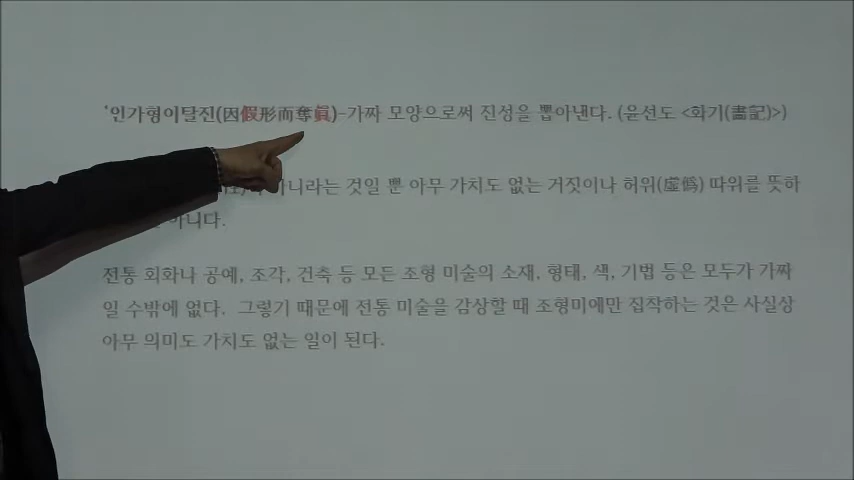 '인가형이탈진(因假形而奪眞)-가짜 모양으로써 진성을 뽑아낸다. (윤선도 <화기(畵記)>)
아니라는 것일 뿐 아무 가치도 없는 거짓이나 허위(虛僞) 따위를 뜻하
아니다.
전통 회화나 공예, 조각, 건축 등 모든 조형 미술의 소재, 형태, 색, 기법 등은 모두가 가짜
일 수밖에 없다. 그렇기 때문에 전통 미술을 감상할 때 조형미에만 집착하는 것은 사실상
아무 의미도 가치도 없는 일이 된다.